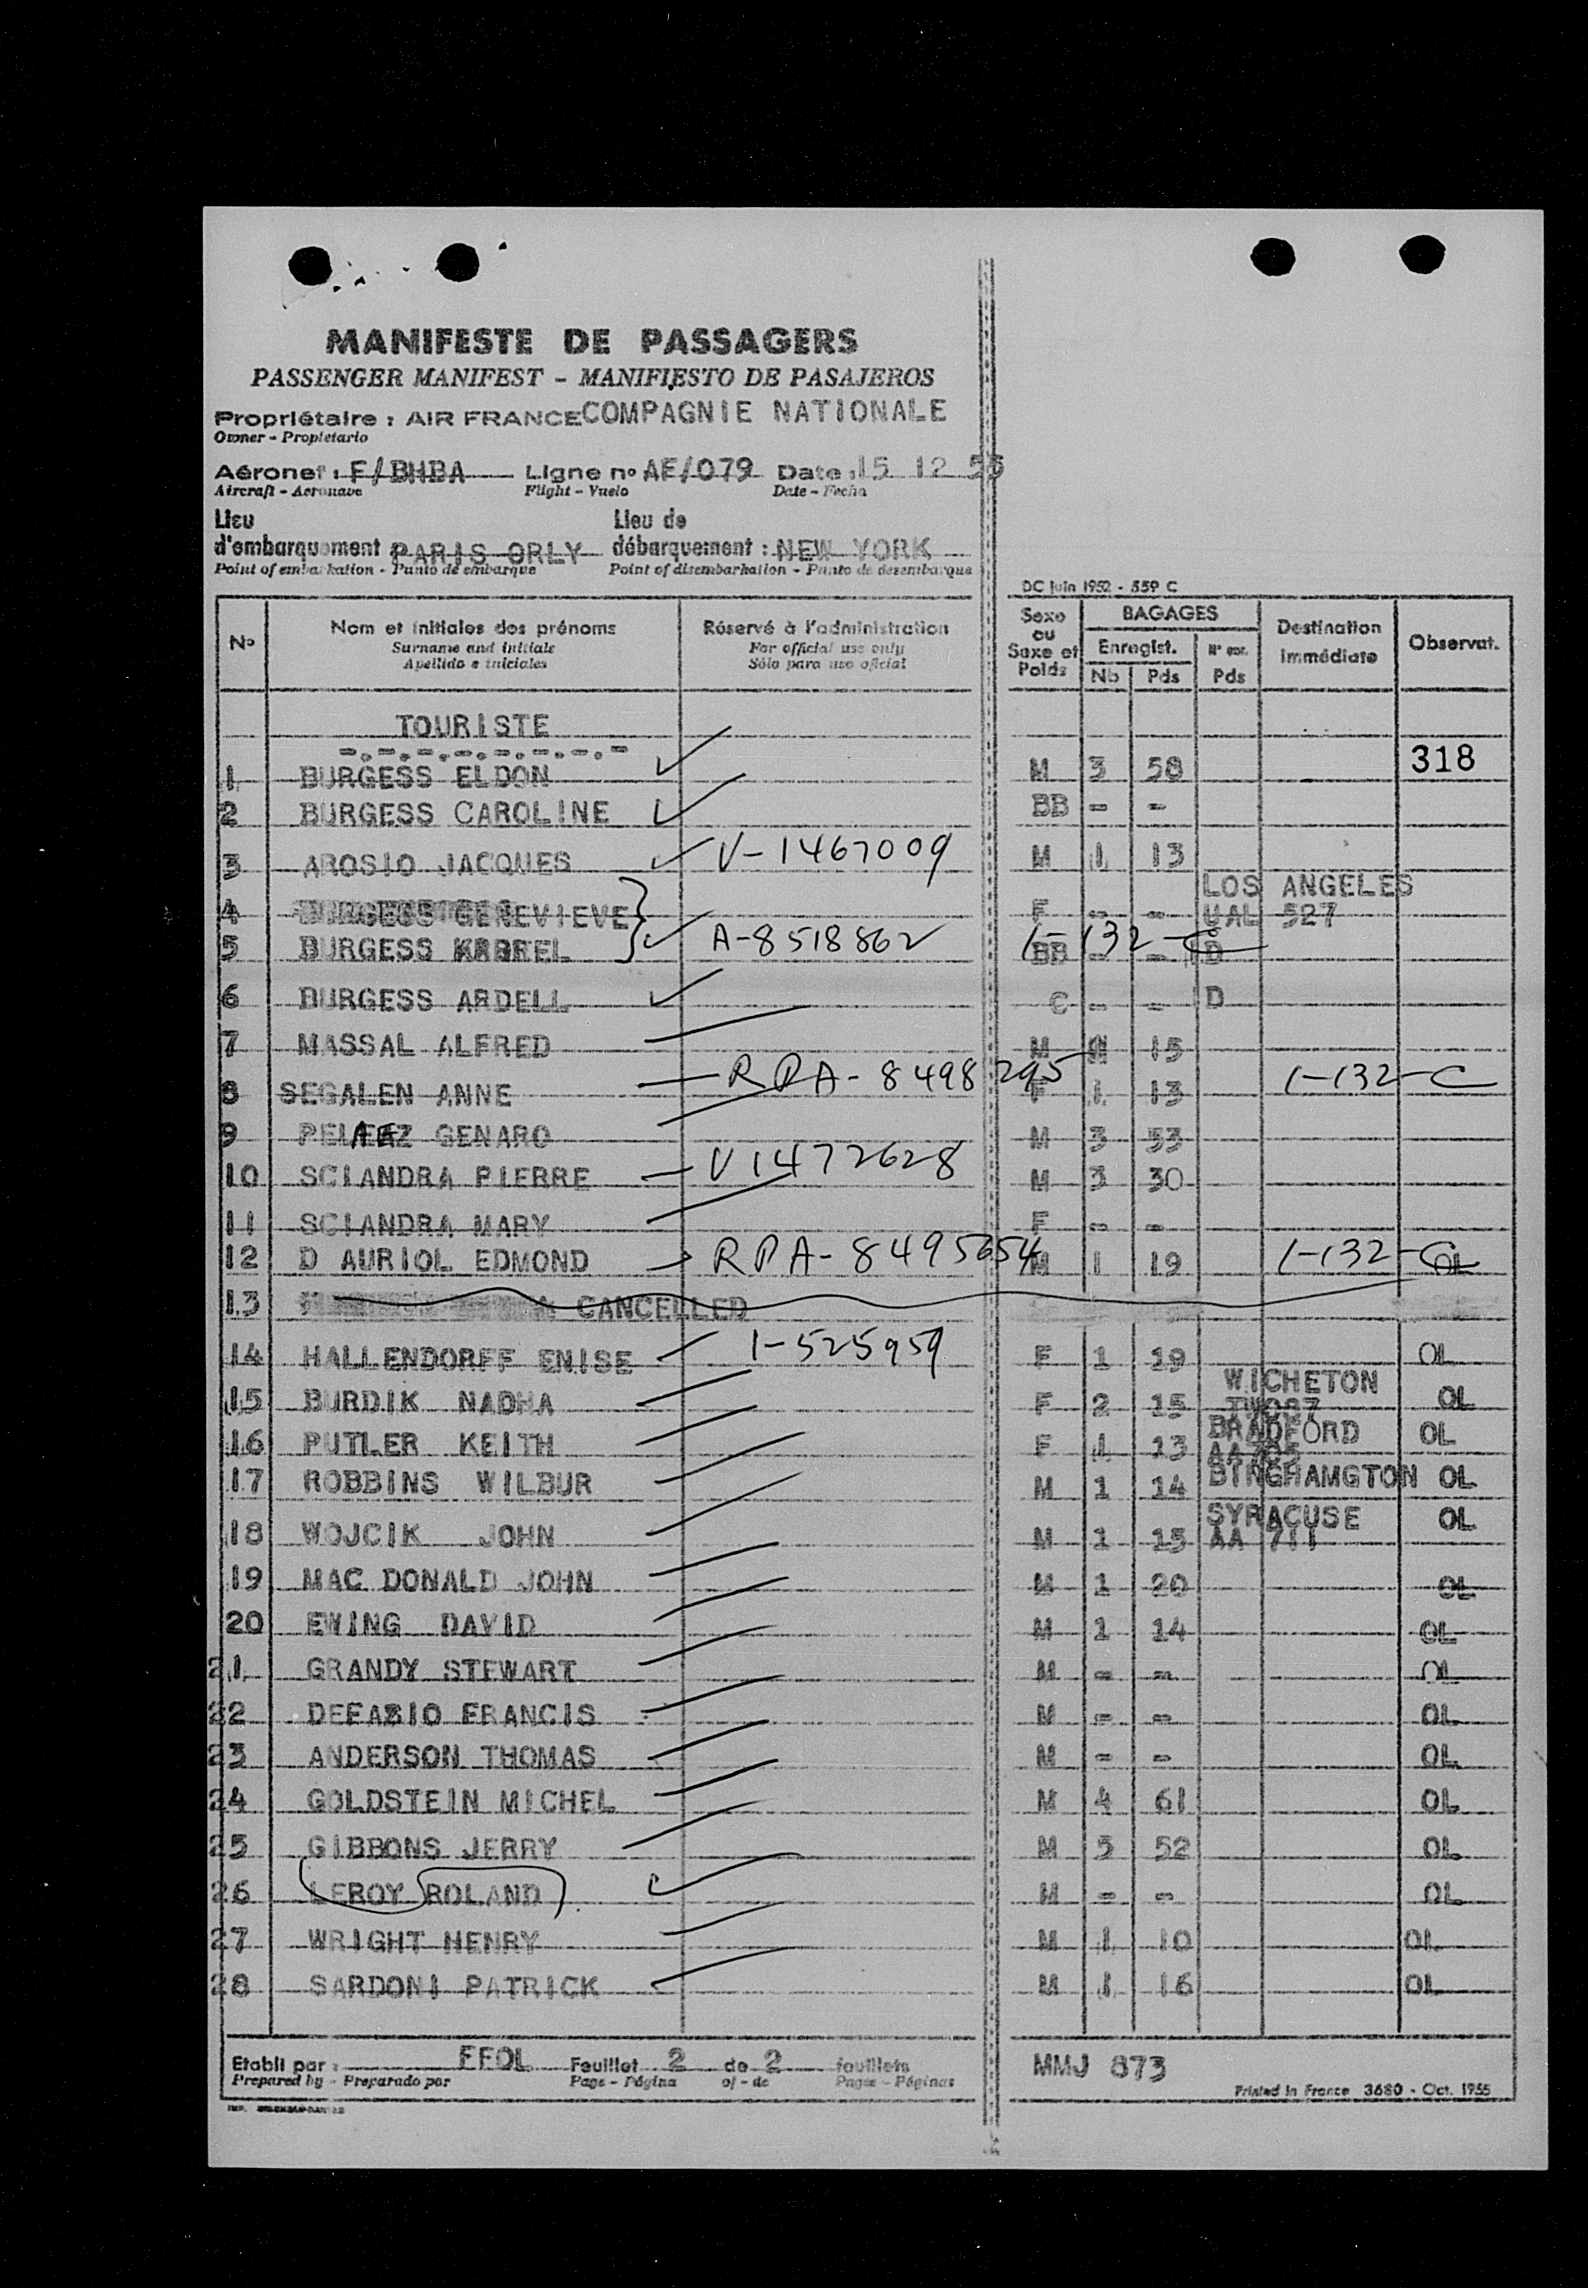 MANIFESTE DE PASSAGERS
PASSENGER MANIFEST - MANIFIESTO DE PASAJEROS
Propriétaire : AIR FRANCE COMPAGNIE NATIONALE
Owner - Propietario
Aéronef : F/BHBA Ligne no AF/079 Date : 15 12 55
Aircraft - Aeronave Flight - Vuelo Date - Fecha
Lieu Lieu de
d'embarquement : PARIS ORLY débarquement : NEW YORK
Point of embarkation - Punto de embarque Point of disembarkation - Punto de desembarque
DC juin 1952 - 559 C
No Nom et initiales des prénoms Réservé à l'administration Sexe ou Saxe et Poids BAGAGES Destination immédiate Observat.
Surname and initiale For official use only Enregist. N' enr.
Apellido e iniciales Sólo para uso oficial Nb Pds Pds
TOURISTE
1 BURGESS ELDON M 3 58 318
2 BURGESS CAROLINE BB - -
3 AROSIO JACQUES V-1467009 M 1 13
LOS ANGELES
4 BURGESS GENEVIEVE F - - UAL 527
5 BURGESS KAREEL A-8518862 1-132-C BB - - D
6 BURGESS ARDELL C - - D
7 MASSAL ALFRED M 15
8 SEGALEN ANNE RPA-8498295 F 1 13 1-132-C
9 PELAEZ GENARO M 3 53
10 SCIANDRA PIERRE V1472628 M 3 30
11 SCIANDRA MARY F - -
12 D AURIOL EDMOND RPA-8495654 M 1 19 1-132-C OL
13 CANCELLED
14 HALLENDORFF ENISE 1-525959 F 1 19 OL
WICHETON
15 BURDIK NADHA F 2 15 OL
BRADFORD
16 PUTLER KEITH F 1 13 OL
17 ROBBINS WILBUR M 1 14 BINGHAMGTON OL
SYRACUSE
18 WOJCIK JOHN M 1 15 AA 711 OL
19 MAC DONALD JOHN M 1 20 OL
20 EWING DAVID M 1 14 OL
21 GRANDY STEWART M - - OL
22 DEFAZIO FRANCIS M - - OL
23 ANDERSON THOMAS M - - OL
24 GOLDSTEIN MICHEL M 4 61 OL
25 GIBBONS JERRY M 3 52 OL
26 LEROY ROLAND M - - OL
27 WRIGHT HENRY M 1 10 OL
28 SARDONI PATRICK M 1 16 OL
Etabli par : FFOL Feuillet 2 de 2 feuillets MMJ 873
Prepared by - Preparado por Page - Página of - de Pages - Páginas Printed in France 3680 - Oct. 1955